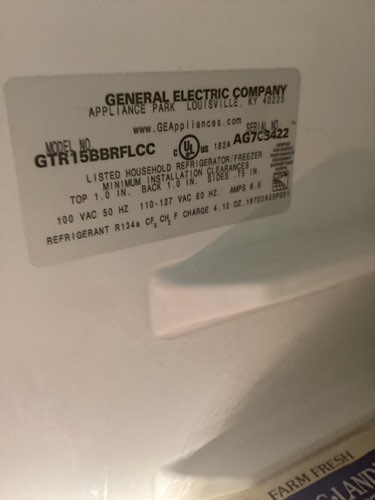 GENERAL ELECTRIC COMPANY
APPLIANCE PARK LOUISVILLE, KY 40225
www.GEAppliances.com
MODEL NO. SERIAL NO.
GTR15BBRFLCC C UL US 182A AG7C3422
LISTED HOUSEHOLD REFRIGERATOR/FREEZER
MINIMUM INSTALLATION CLEARANCES
TOP 1.0 IN. BACK 1.0 IN. SIDES .75 IN
100 VAC 50 HZ 110-127 VAC 60 HZ. AMPS 6.5
REFRIGERANT R134a CF3CH2F CHARGE 4.12 OZ.
FARM FRESH